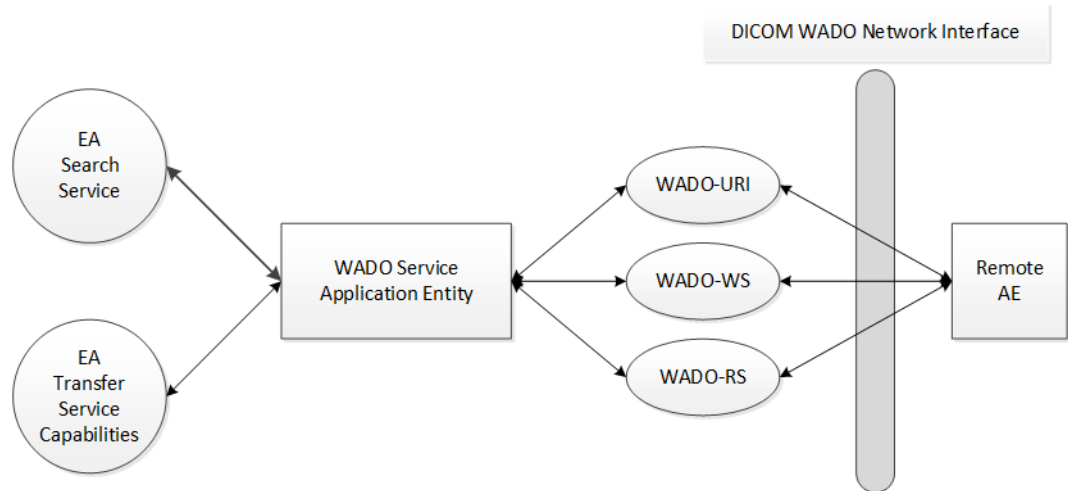 DICOM WADO Network Interface
EA
Search
Service
WADO-URI
WADO Service
Application Entity
WADO-WS
Remote
AE
EA
Transfer
Service
Capabilities
WADO-RS